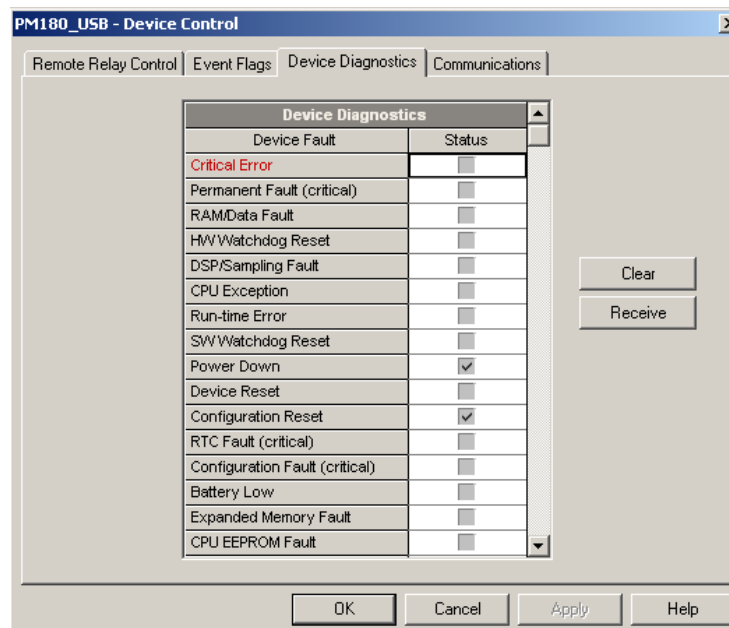 PM180_USB - Device Control
Remote Relay Control Event Flags Device Diagnostics Communications
Device Diagnostics
Device Fault Status
Critical Error
Permanent Fault (critical)
RAM/Data Fault
HW Watchdog Reset
DSP/Sampling Fault
CPU Exception
Run-time Error
SW Watchdog Reset
Power Down
Device Reset
Configuration Reset
RTC Fault (critical)
Configuration Fault (critical)
Battery Low
Expanded Memory Fault
CPU EEPROM Fault
Clear
Receive
OK Cancel Apply Help